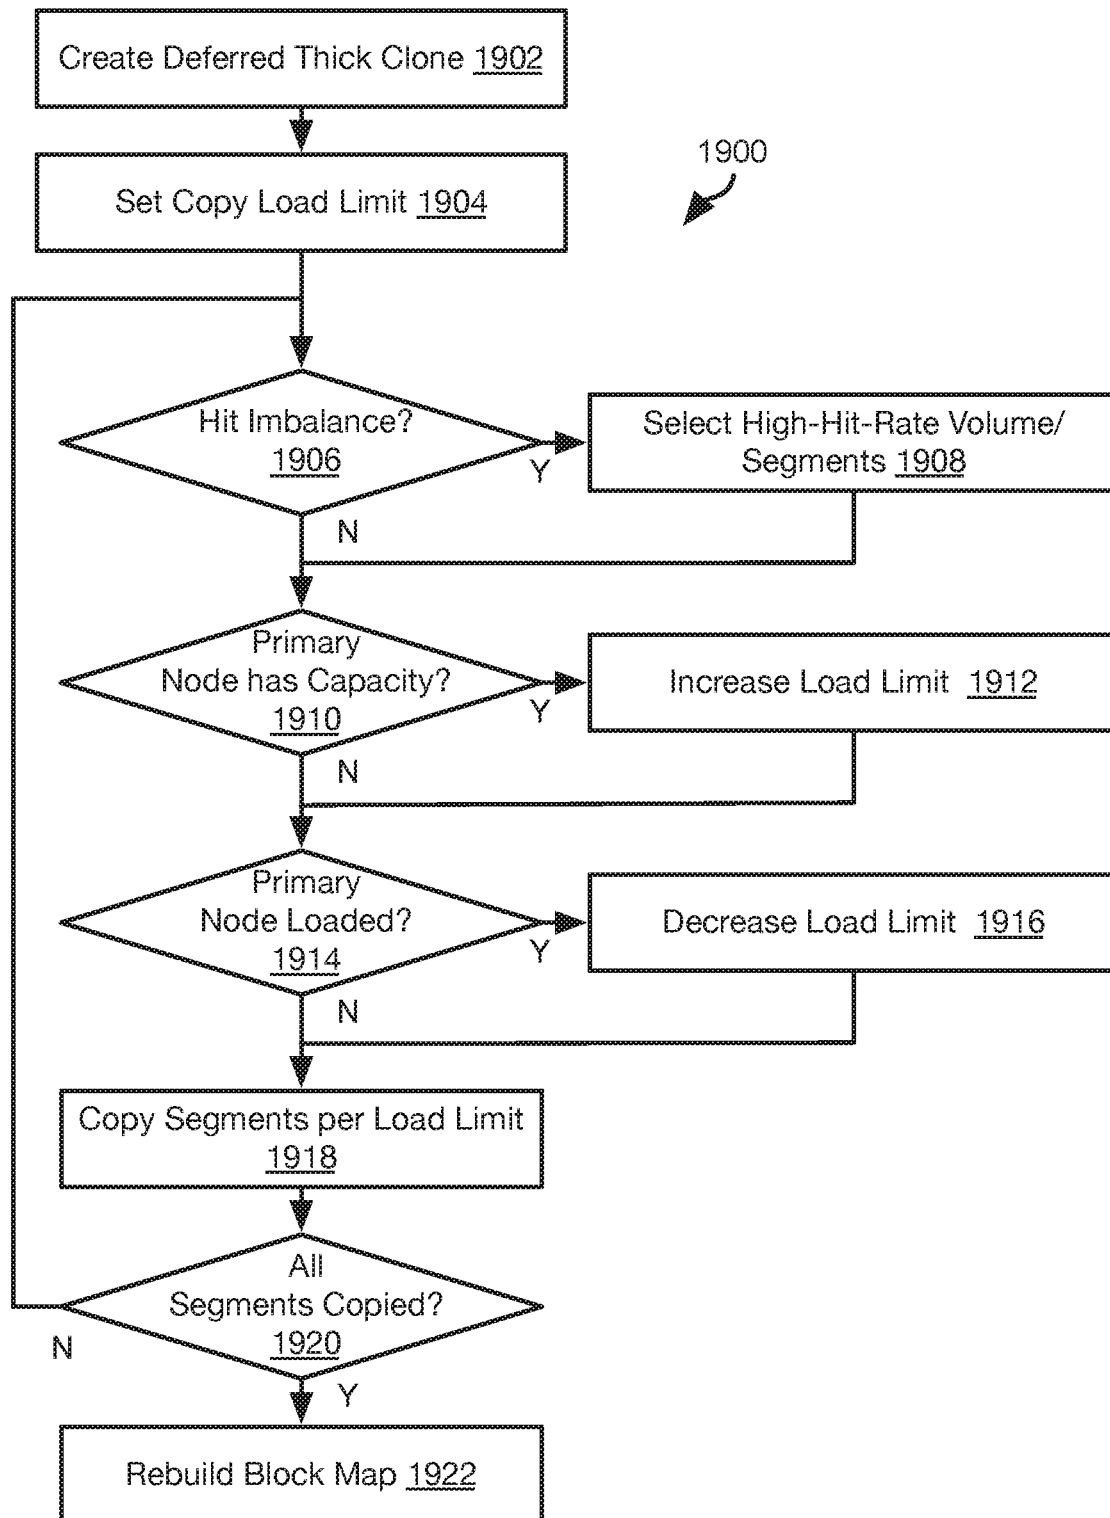 Create Deferred Thick Clone 1902
1900
Set Copy Load Limit 1904
Hit Imbalance?
1906
Y
N
Select High-Hit-Rate Volume/
Segments 1908
Primary
Node has Capacity?
1910
Y
N
Increase Load Limit 1912
Primary
Node Loaded?
1914
Y
N
Decrease Load Limit 1916
Copy Segments per Load Limit
1918
All
Segments Copied?
1920
N
Y
Rebuild Block Map 1922